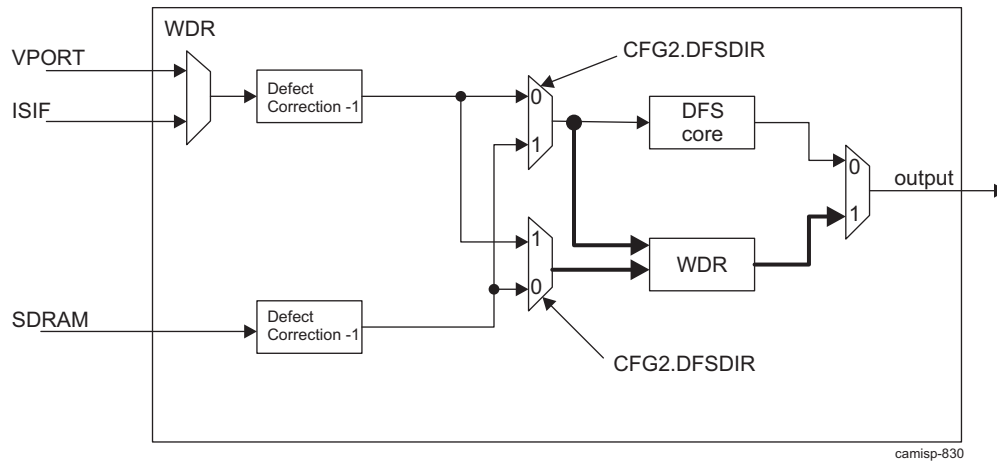 WDR
VPORT
CFG2.DFSDIR
Defect
Correction -1
0
DFS
core
ISIF
1
0
output
1
1
WDR
0
SDRAM
Defect
Correction -1
CFG2.DFSDIR
camisp-830